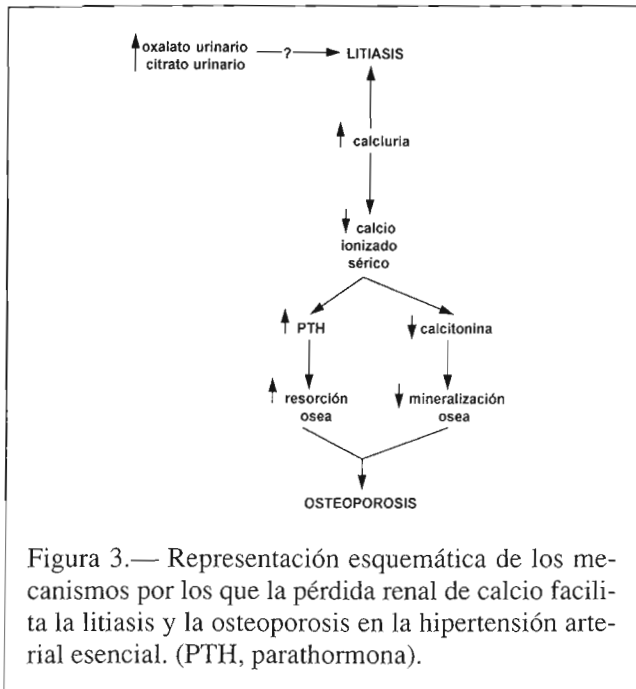 ↑ oxalato urinario —?→ LITIASIS
citrato urinario
↑ calciuria
↓ calcio
ionizado
sérico
↑ PTH ↓ calcitonina
↑ resorción ↓ mineralización
osea osea
OSTEOPOROSIS
Figura 3.— Representación esquemática de los me-
canismos por los que la pérdida renal de calcio facili-
ta la litiasis y la osteoporosis en la hipertensión arte-
rial esencial. (PTH, parathormona).